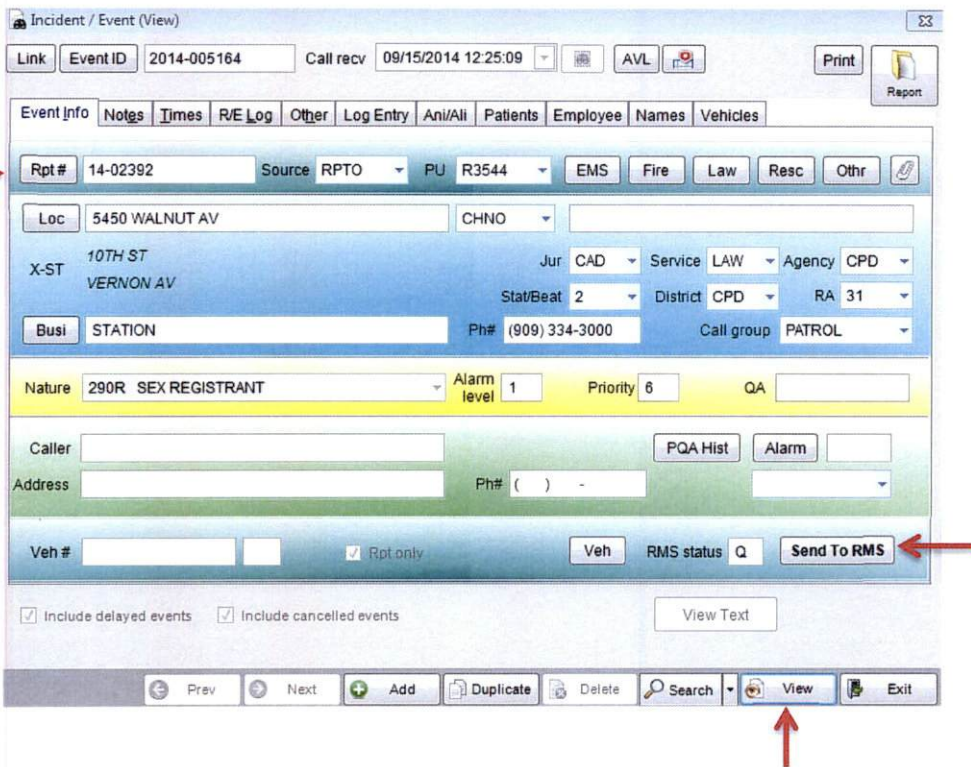 Incident / Event (View)
Link Event ID 2014-005164 Call recv 09/15/2014 12:25:09 AVL Print Report
Event Info Notes Times R/E Log Other Log Entry Ani/Ali Patients Employee Names Vehicles
Rpt # 14-02392 Source RPTO PU R3544 EMS Fire Law Resc Othr
Loc 5450 WALNUT AV CHNO
X-ST 10TH ST Jur CAD Service LAW Agency CPD
VERNON AV Stat/Beat 2 District CPD RA 31
Busi STATION Ph# (909) 334-3000 Call group PATROL
Nature 290R SEX REGISTRANT Alarm level 1 Priority 6 QA
Caller PQA Hist Alarm
Address Ph# ( ) -
Veh # Rpt only Veh RMS status Q Send To RMS
Include delayed events Include cancelled events View Text
Prev Next Add Duplicate Delete Search View Exit